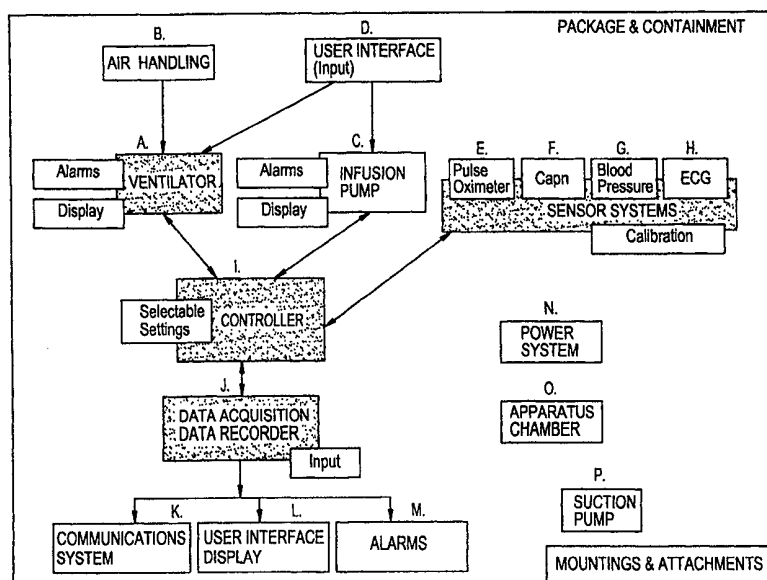 PACKAGE & CONTAINMENT
B.
AIR HANDLING
D.
USER INTERFACE
(Input)
A.
Alarms
VENTILATOR
Display
C.
Alarms
INFUSION
PUMP
Display
E.
Pulse
Oximeter
F.
Capn
G.
Blood
Pressure
H.
ECG
SENSOR SYSTEMS
Calibration
I.
Selectable
Settings
CONTROLLER
N.
POWER
SYSTEM
J.
DATA ACQUISITION
DATA RECORDER
Input
O.
APPARATUS
CHAMBER
P.
SUCTION
PUMP
K.
COMMUNICATIONS
SYSTEM
L.
USER INTERFACE
DISPLAY
M.
ALARMS
MOUNTINGS & ATTACHMENTS